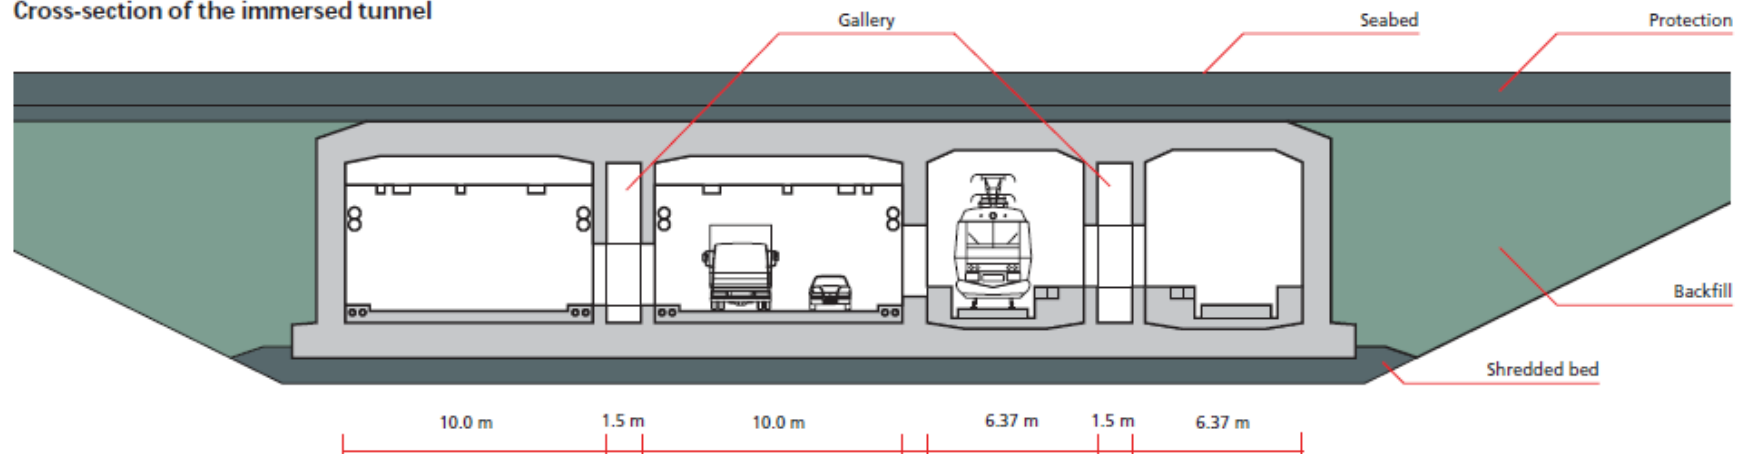 Cross-section of the immersed tunnel
Gallery
Seabed
Protection
Backfill
Shredded bed
10.0 m
1.5 m
10.0 m
6.37 m
1.5 m
6.37 m